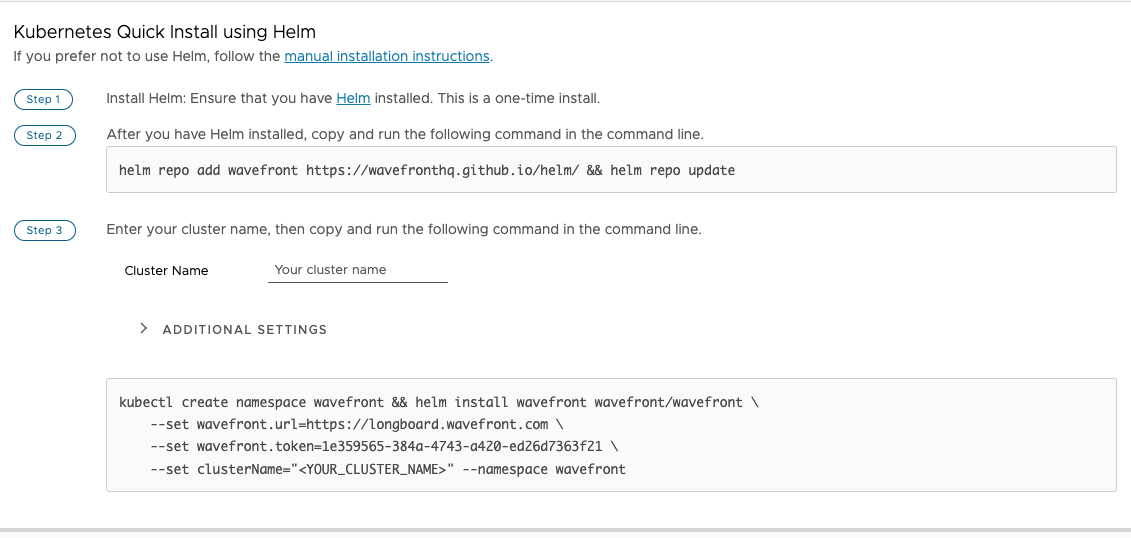 Kubernetes Quick Install using Helm
If you prefer not to use Helm, follow the manual installation instructions.
Step 1
Install Helm: Ensure that you have Helm installed. This is a one-time install.
Step 2
After you have Helm installed, copy and run the following command in the command line.
helm repo add wavefront https://wavefronthq.github.io/helm/ && helm repo update
Step 3
Enter your cluster name, then copy and run the following command in the command line.
Cluster Name
Your cluster name
ADDITIONAL SETTINGS
kubectl create namespace wavefront && helm install wavefront wavefront/wavefront \
--set wavefront.url=https://longboard.wavefront.com \
--set wavefront.token=1e359565-384a-4743-a420-ed26d7363f21 \
--set clusterName="<YOUR_CLUSTER_NAME>" --namespace wavefront